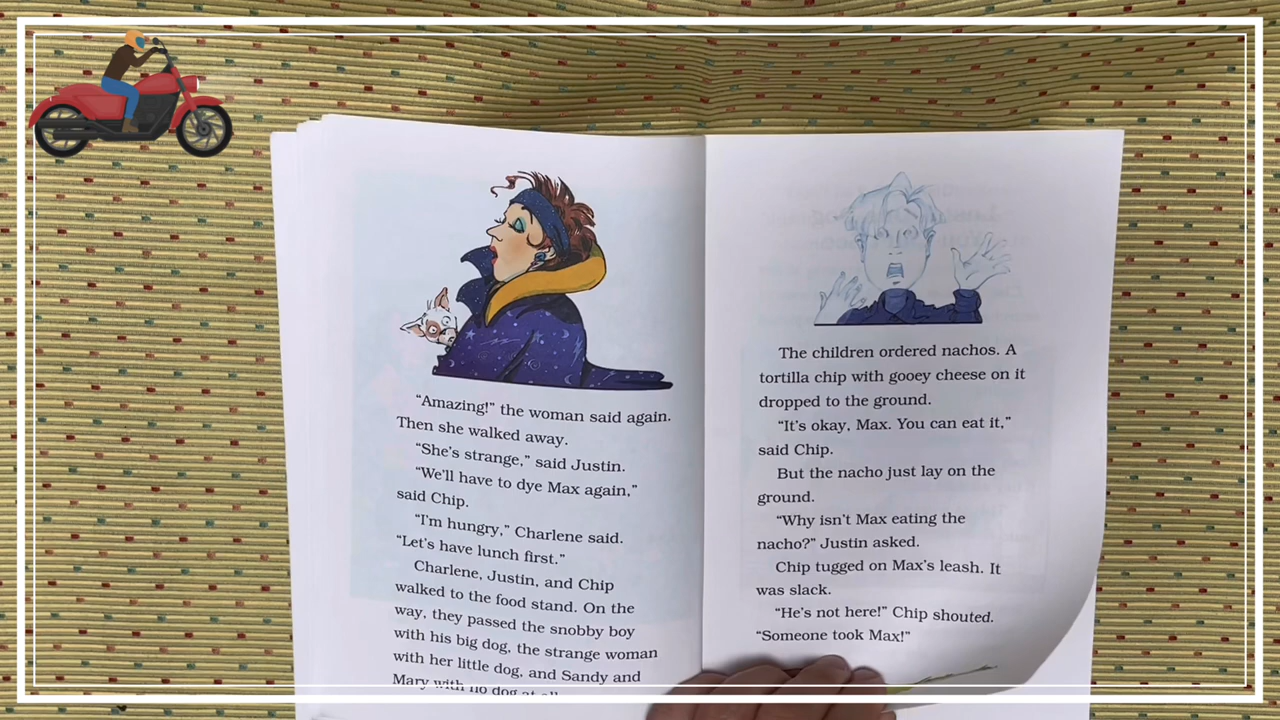 “Amazing!” the woman said again.
Then she walked away.
“She’s strange,” said Justin.
“We’ll have to dye Max again,”
said Chip.
“I’m hungry,” Charlene said.
“Let’s have lunch first.”
Charlene, Justin, and Chip
walked to the food stand. On the
way, they passed the snobby boy
with his big dog, the strange woman
with her little dog, and Sandy and
Mary with no dog at all
The children ordered nachos. A
tortilla chip with gooey cheese on it
dropped to the ground.
“It’s okay, Max. You can eat it,”
said Chip.
But the nacho just lay on the
ground.
“Why isn’t Max eating the
nacho?” Justin asked.
Chip tugged on Max’s leash. It
was slack.
“He’s not here!” Chip shouted.
“Someone took Max!”